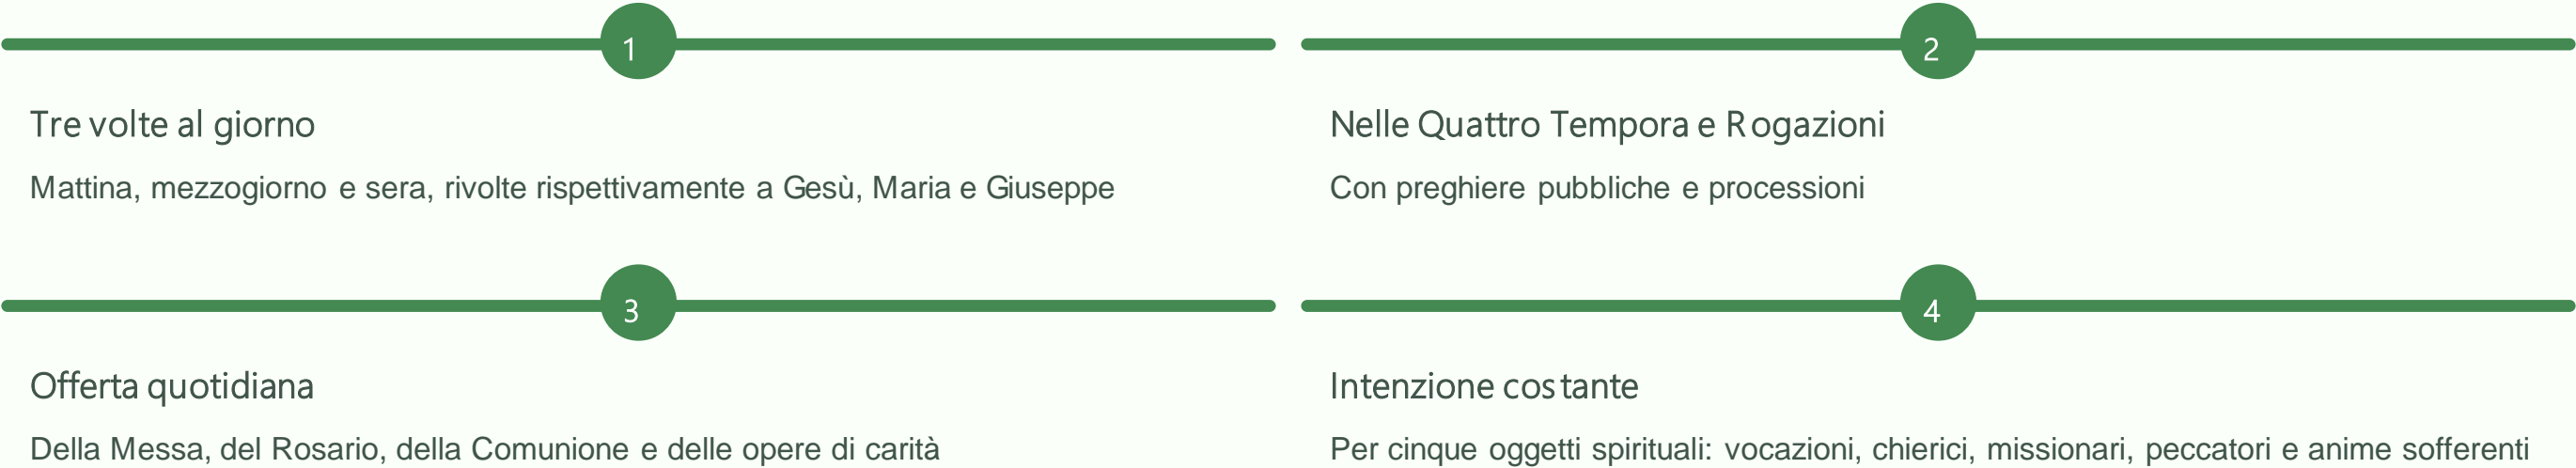 1
Tre volte al giorno
Mattina, mezzogiorno e sera, rivolte rispettivamente a Gesù, Maria e Giuseppe
2
Nelle Quattro Tempora e Rogazioni
Con preghiere pubbliche e processioni
3
Offerta quotidiana
Della Messa, del Rosario, della Comunione e delle opere di carità
4
Intenzione costante
Per cinque oggetti spirituali: vocazioni, chierici, missionari, peccatori e anime sofferenti